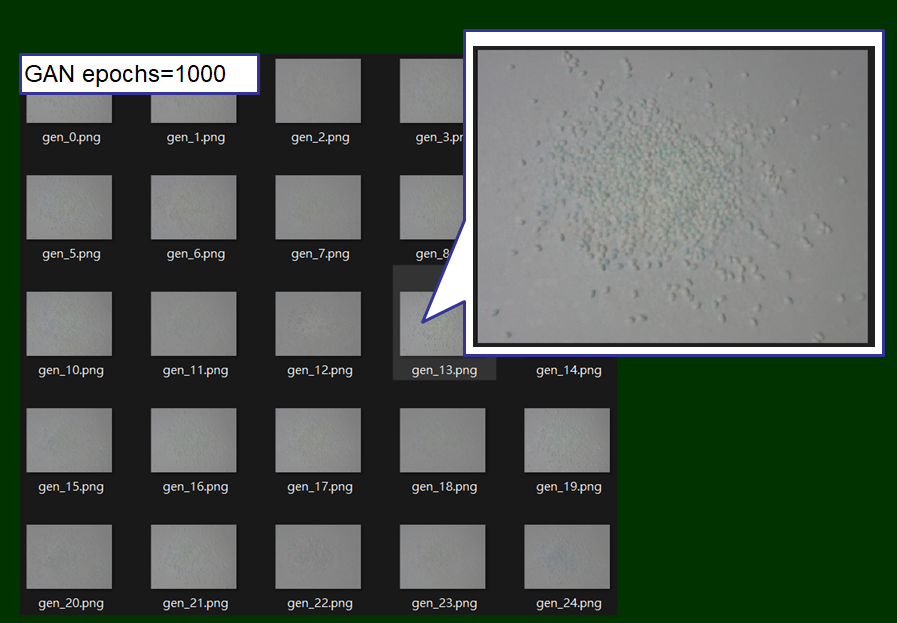 GAN epochs=1000
gen_0.png
gen_1.png
gen_2.png
gen_3.pn
gen_5.png
gen_6.png
gen_7.png
gen_8
gen_10.png
gen_11.png
gen_12.png
gen_13.png
gen_14.png
gen_15.png
gen_16.png
gen_17.png
gen_18.png
gen_19.png
gen_20.png
gen_21.png
gen_22.png
gen_23.png
gen_24.png